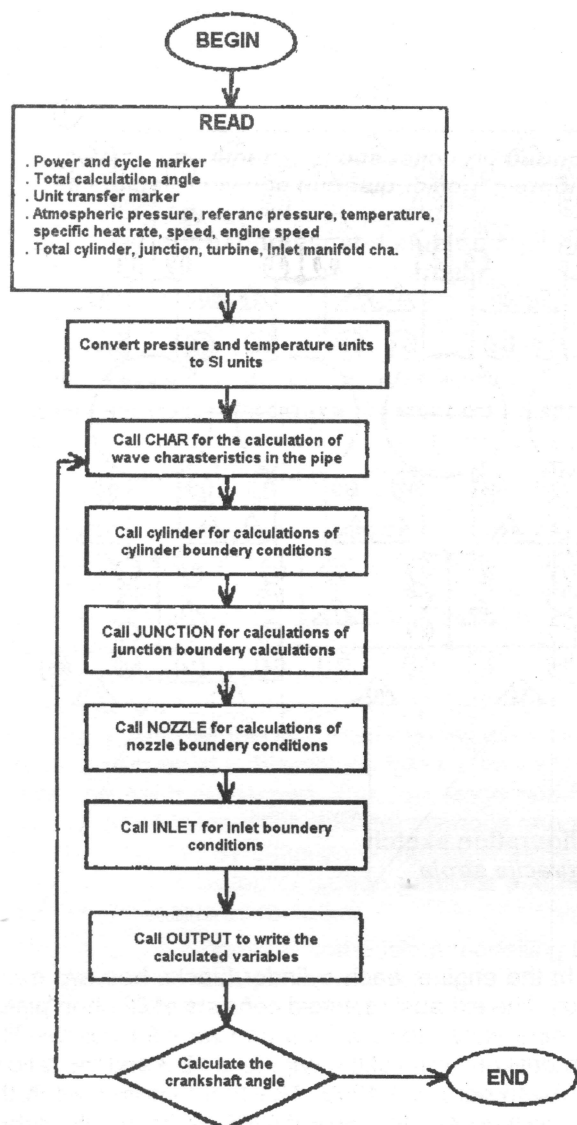 BEGIN
READ
. Power and cycle marker
. Total calculatiion angle
. Unit transfer marker
. Atmospheric pressure, referanc pressure, temperature,
specific heat rate, speed, engine speed
. Total cylinder, junction, turbine, Inlet manifold cha.
Convert pressure and temperature units
to SI units
Call CHAR for the calculation of
wave charasteristics in the pipe
Call cylinder for calculations of
cylinder boundery conditions
Call JUNCTION for calculations of
junction boundery calculations
Call NOZZLE for calculations of
nozzle boundery conditions
Call INLET for Inlet boundery
conditions
Call OUTPUT to write the
calculated variables
Calculate the
crankshaft angle
END